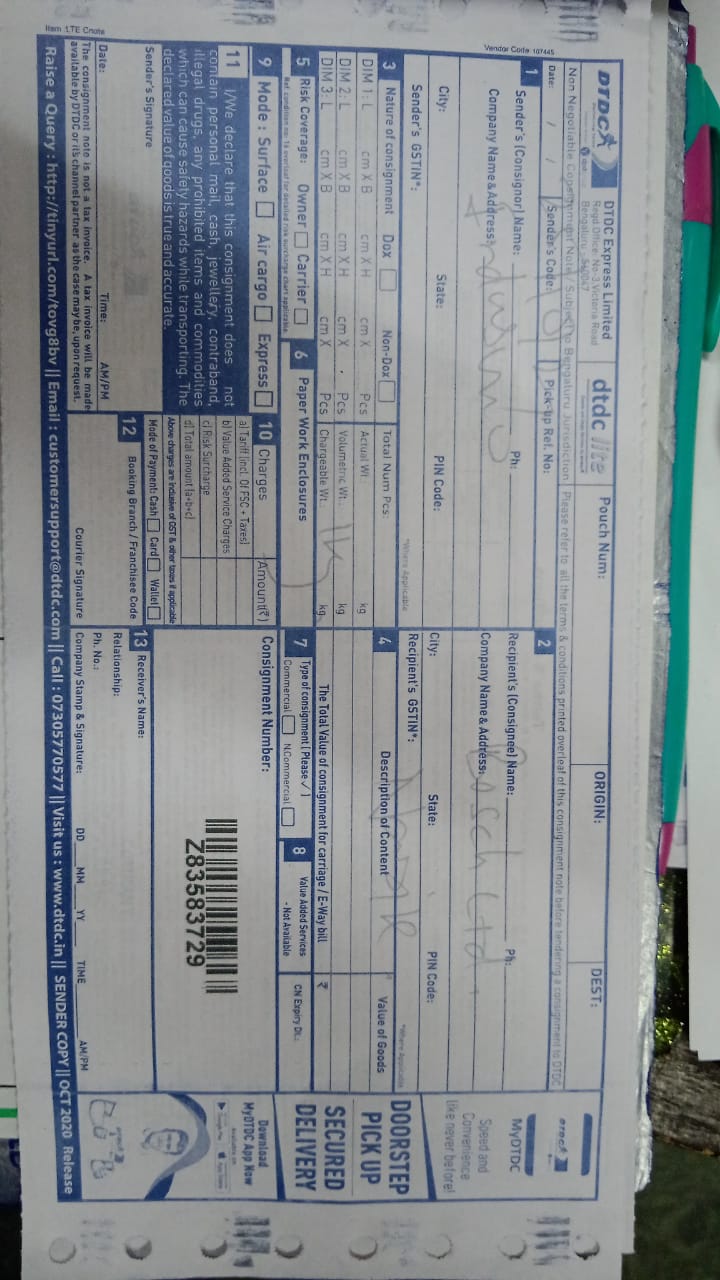 Item :LTE Cnote
Vendor Code 107445
DTDC
DTDC Express Limited
Regd. Office: No-3, Victoria Road
Bengaluru - 560047
dtdc lite
Pouch Num:
ORIGIN:
DEST:
Non Negotiable Consignment Note / Subject to Bengaluru Jurisdiction. Please refer to all the terms & conditions printed overleaf of this consignment note before tendering a consignment to DTDC
Date: / / Sender's Code: Pick-up Ref. No:
1 Sender's (Consignor) Name: Ph:
Company Name & Address:
City: State: PIN Code:
Sender's GSTIN*: *Where Applicable
2 Recipient's (Consignee) Name: Ph:
Company Name & Address:
Bosch Ltd.
City: State: PIN Code:
Recipient's GSTIN*: *Where Applicable
3 Nature of consignment Dox Non-Dox Total Num Pcs:
DIM 1: L cm X B cm X H cm X Pcs Actual Wt. kg
DIM 2: L cm X B cm X H cm X Pcs Volumetric Wt. kg
DIM 3: L cm X B cm X H cm X Pcs Chargeable Wt. kg
4 Description of Content Value of Goods
The Total Value of consignment for carriage / E-Way bill ₹
5 Risk Coverage: Owner Carrier
6 Paper Work Enclosures
7 Type of consignment (Please ✓)
Commercial N.Commercial
8 Value Added Services
- Not Available
CN Expiry Dt.:
9 Mode : Surface Air cargo Express
10 Charges Amount(₹)
a) Tariff (incl. Of FSC + Taxes)
b) Value Added Service Charges
c) Risk Surcharge
d) Total amount (a+b+c)
Above charges are inclusive of GST & other taxes if applicable
Mode of Payment: Cash Card Wallet
11 I/We declare that this consignment does not
contain personal mail, cash, jewellery, contraband,
illegal drugs, any prohibited items and commodities
which can cause safety hazards while transporting. The
declared value of goods is true and accurate.
Sender's Signature
Date: Time: AM/PM
The consignment note is not a tax invoice. A tax invoice will be made
available by DTDC or its channel partner as the case may be, upon request.
12 Booking Branch / Franchisee Code
Courier Signature
Consignment Number:
Z83583729
13 Receiver's Name:
Relationship:
Ph. No.:
Company Stamp & Signature: DD MM YY TIME AM/PM
Raise a Query : http://tinyurl.com/tovg8bv || Email : customersupport@dtdc.com || Call : 07305770577 || Visit us : www.dtdc.in || SENDER COPY || OCT 2020 Release
MyDTDC
Speed and
Convenience
like never before!
DOORSTEP
PICK UP
SECURED
DELIVERY
Download
MyDTDC App Now